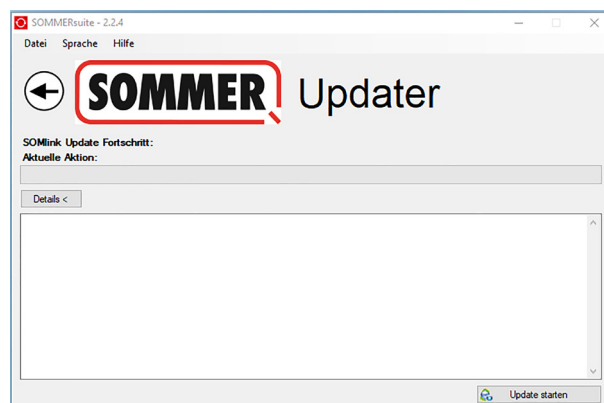 SOMMERsuite - 2.2.4
Datei Sprache Hilfe
SOMMER Updater
SOMlink Update Fortschritt:
Aktuelle Aktion:
Details <
Update starten